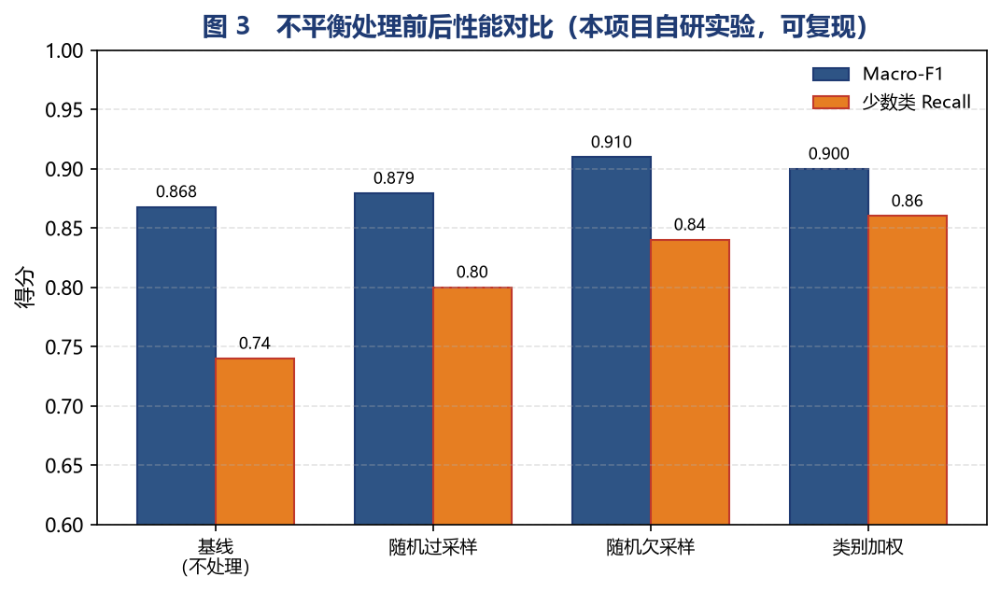 图 3　不平衡处理前后性能对比（本项目自研实验，可复现）
Macro-F1
少数类 Recall
得分
1.00
0.95
0.90
0.85
0.80
0.75
0.70
0.65
0.60
0.868
0.74
0.879
0.80
0.910
0.84
0.900
0.86
基线
（不处理）
随机过采样
随机欠采样
类别加权